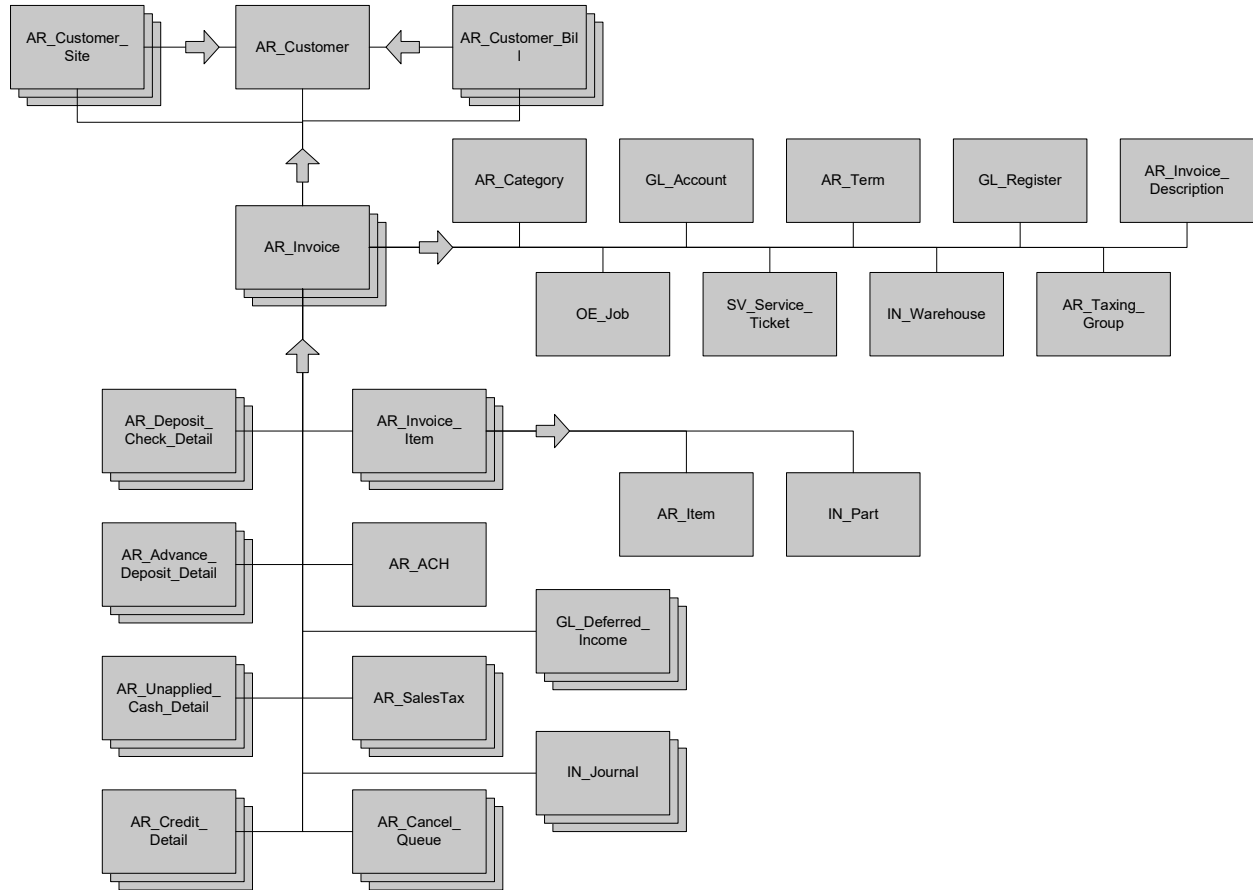 AR_Customer_
Site
AR_Customer
AR_Customer_Bil
l
AR_Category
GL_Account
AR_Term
GL_Register
AR_Invoice_
Description
AR_Invoice
OE_Job
SV_Service_
Ticket
IN_Warehouse
AR_Taxing_
Group
AR_Deposit_
Check_Detail
AR_Invoice_
Item
AR_Item
IN_Part
AR_Advance_
Deposit_Detail
AR_ACH
GL_Deferred_
Income
AR_Unapplied_
Cash_Detail
AR_SalesTax
IN_Journal
AR_Credit_
Detail
AR_Cancel_
Queue